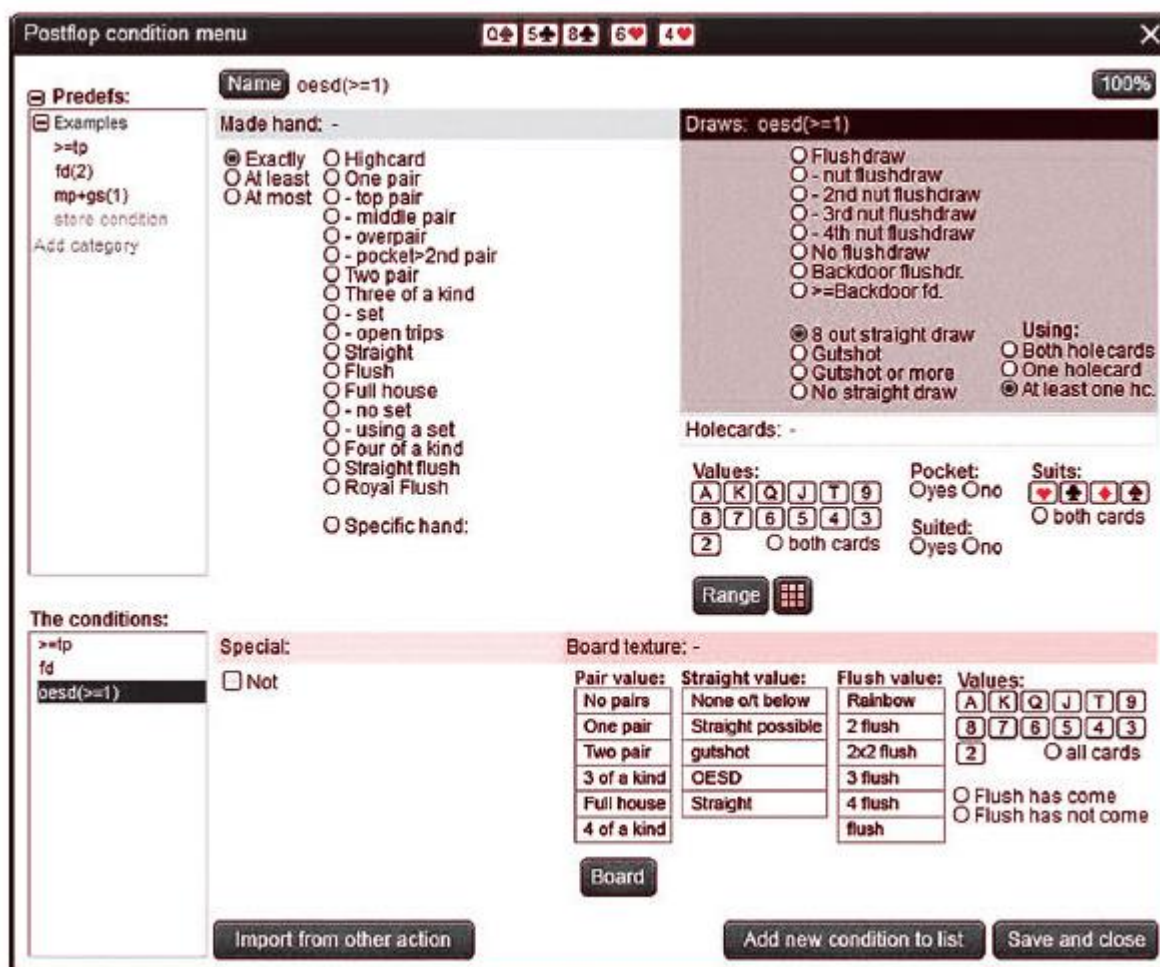 Postflop condition menu Q♠ 5♣ 8♣ 6♥ 4♥ X
Name oesd(>=1) 100%
Predefs:
Examples
>=tp
fd(2)
mp+gs(1)
store condition
Add category
Made hand: -
Exactly
At least
At most
Highcard
One pair
- top pair
- middle pair
- overpair
- pocket>2nd pair
Two pair
Three of a kind
- set
- open trips
Straight
Flush
Full house
- no set
- using a set
Four of a kind
Straight flush
Royal Flush
Specific hand:
Draws: oesd(>=1)
Flushdraw
- nut flushdraw
- 2nd nut flushdraw
- 3rd nut flushdraw
- 4th nut flushdraw
No flushdraw
Backdoor flushdr.
>=Backdoor fd.
8 out straight draw
Gutshot
Gutshot or more
No straight draw
Using:
Both holecards
One holecard
At least one hc.
Holecards: -
Values:
A K Q J T 9
8 7 6 5 4 3
2 both cards
Pocket:
yes no
Suited:
yes no
Suits:
♥ ♣ ♦ ♠
both cards
Range
The conditions:
>=tp
fd
oesd(>=1)
Special:
Not
Board texture: -
Pair value:
No pairs
One pair
Two pair
3 of a kind
Full house
4 of a kind
Straight value:
None o/t below
Straight possible
gutshot
OESD
Straight
Flush value:
Rainbow
2 flush
2x2 flush
3 flush
4 flush
flush
Values:
A K Q J T 9
8 7 6 5 4 3
2 all cards
Flush has come
Flush has not come
Board
Import from other action Add new condition to list Save and close